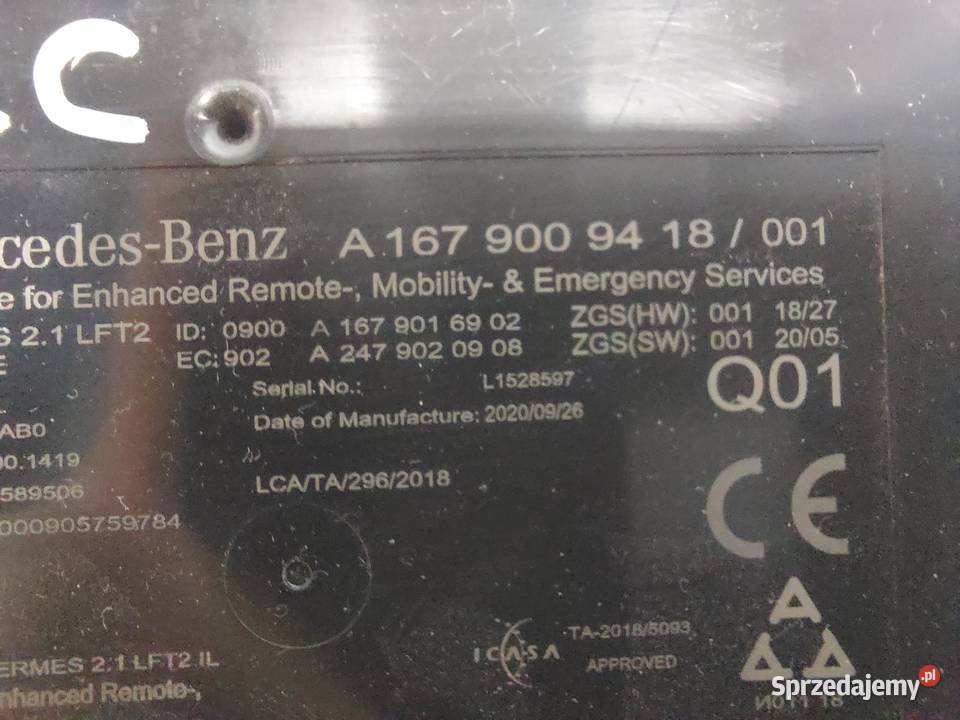 C
cedes-Benz A 167 900 94 18 / 001
e for Enhanced Remote-, Mobility- & Emergency Services
S 2.1 LFT2 ID: 0900 A 167 901 69 02 ZGS(HW): 001 18/27
E EC: 902 A 247 902 09 08 ZGS(SW): 001 20/05
Serial No.: L1528597 Q01
Date of Manufacture: 2020/09/26
AB0
00.1419
589506 LCA/TA/296/2018
000905759784
CE
ICASA TA-2018/5093
APPROVED
ERMES 2.1 LFT2 IL
nhanced Remote-,
Sprzedajemy.pl